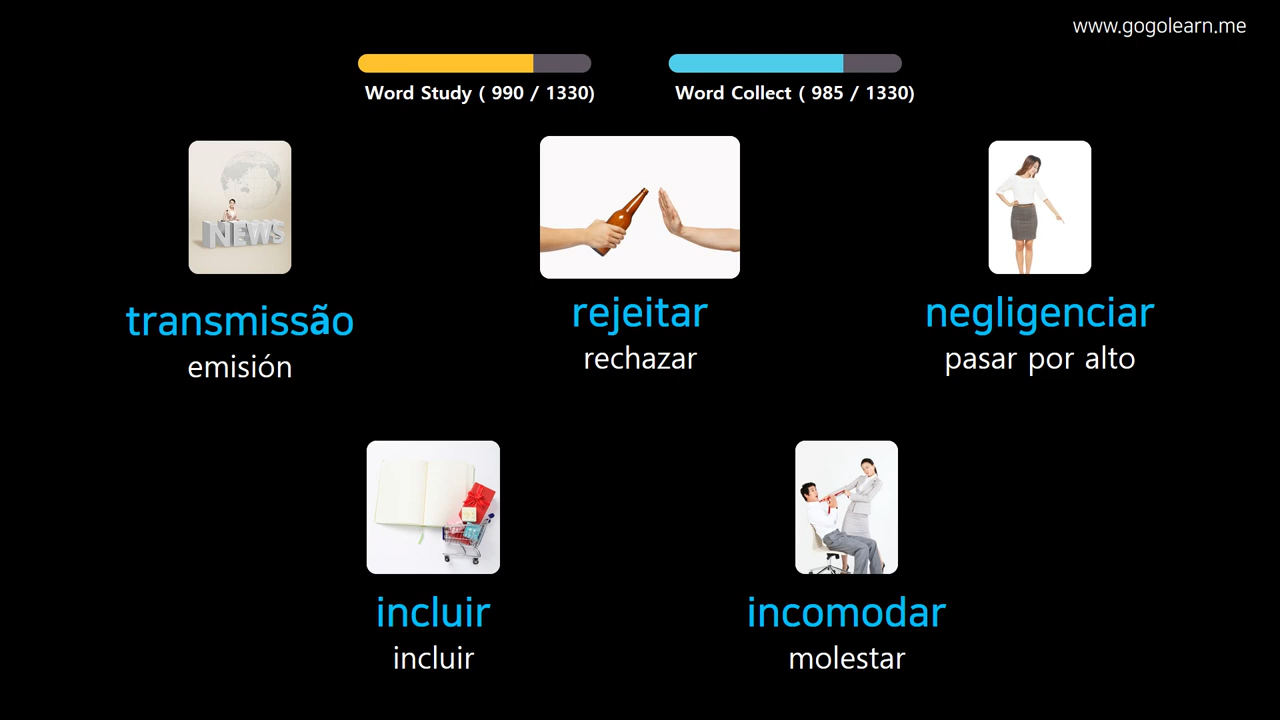 www.gogolearn.me
Word Study ( 990 / 1330)
Word Collect ( 985 / 1330)
NEWS
transmissão
emisión
rejeitar
rechazar
negligenciar
pasar por alto
incluir
incluir
incomodar
molestar